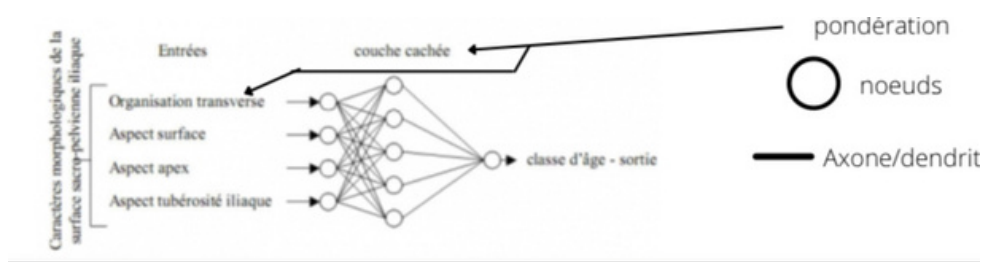 Caractères morphologiques de la
surface sacro-pelvienne iliaque
Entrées
couche cachée
pondération
noeuds
Axone/dendrit
Organisation transverse
Aspect surface
Aspect apex
Aspect tubérosité iliaque
classe d'âge - sortie